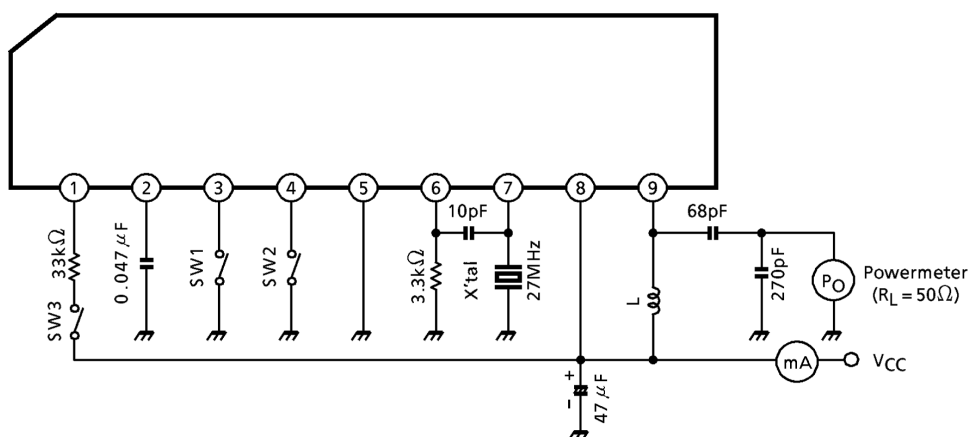 1 2 3 4 5 6 7 8 9
33kΩ
SW3
0.047μF
SW1
SW2
10pF
3.3kΩ
X'tal
27MHz
L
68pF
270pF
PO
Powermeter
(RL = 50Ω)
mA
VCC
+
−
47μF